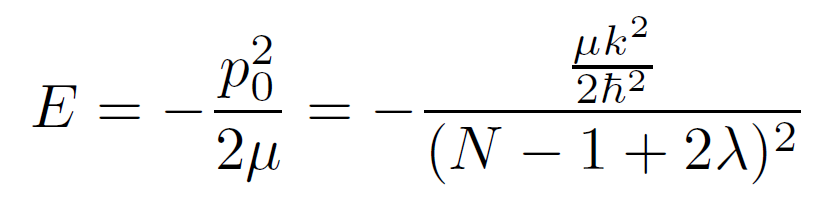 $E = -\frac{p_0^2}{2\mu} = -\frac{\frac{\mu k^2}{2\hbar^2}}{(N - 1 + 2\lambda)^2}$